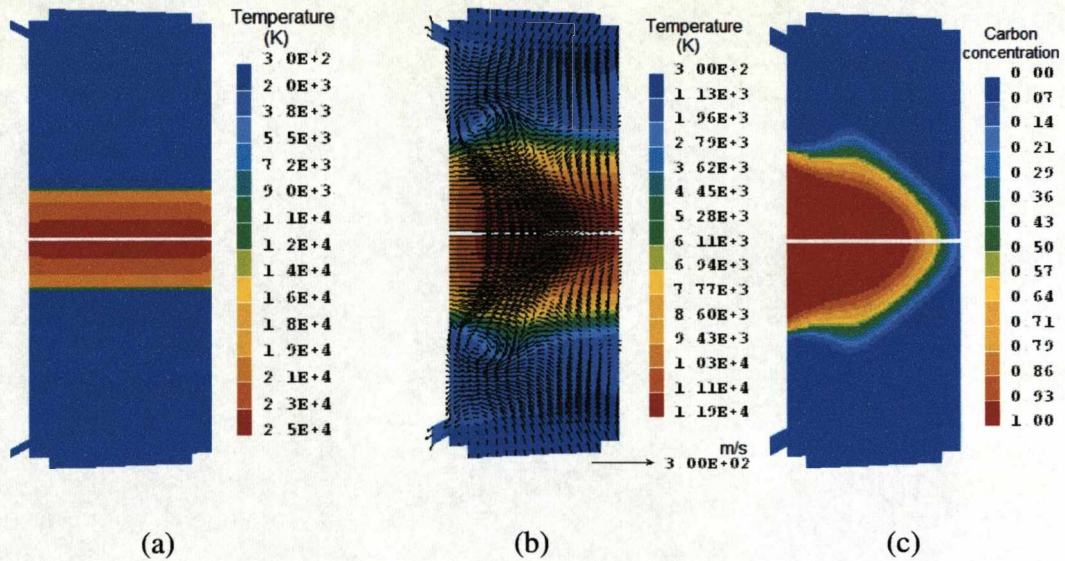 Temperature
(K)
3 0E+2
2 0E+3
3 8E+3
5 5E+3
7 2E+3
9 0E+3
1 1E+4
1 2E+4
1 4E+4
1 6E+4
1 8E+4
1 9E+4
2 1E+4
2 3E+4
2 5E+4
Temperature
(K)
3 00E+2
1 13E+3
1 96E+3
2 79E+3
3 62E+3
4 45E+3
5 28E+3
6 11E+3
6 94E+3
7 77E+3
8 60E+3
9 43E+3
1 03E+4
1 11E+4
1 19E+4
m/s
3 00E+02
Carbon
concentration
0 00
0 07
0 14
0 21
0 29
0 36
0 43
0 50
0 57
0 64
0 71
0 79
0 86
0 93
1 00
(a)
(b)
(c)